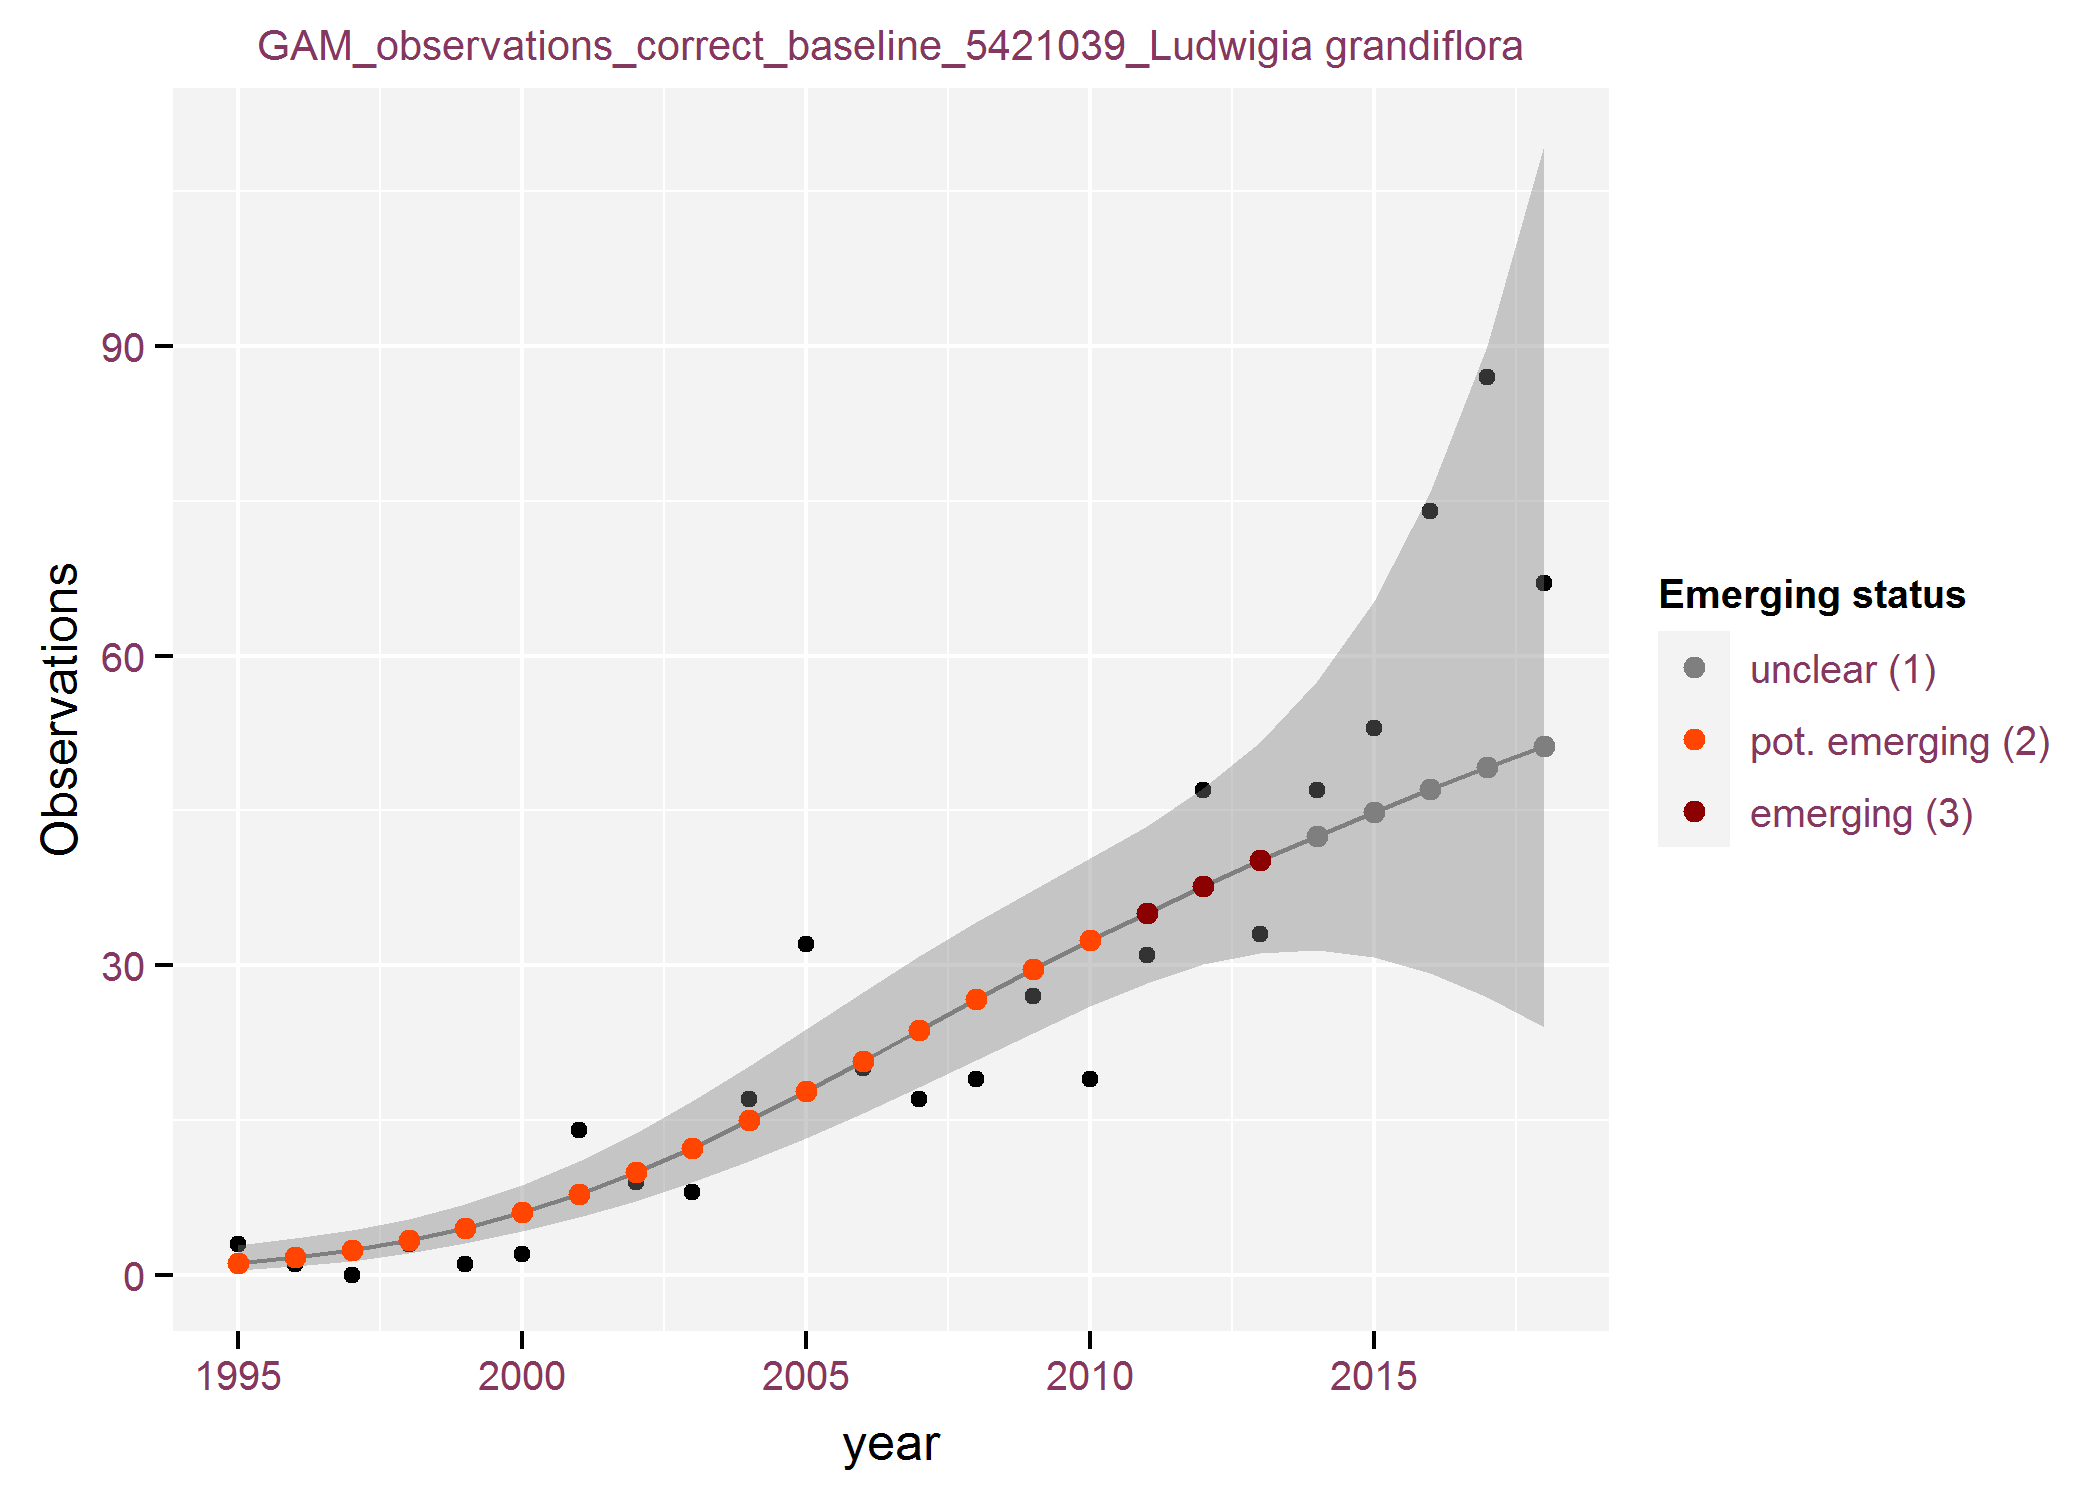 GAM_observations_correct_baseline_5421039_Ludwigia grandiflora
Observations
90
60
30
0
1995 2000 2005 2010 2015
year
Emerging status
unclear (1)
pot. emerging (2)
emerging (3)